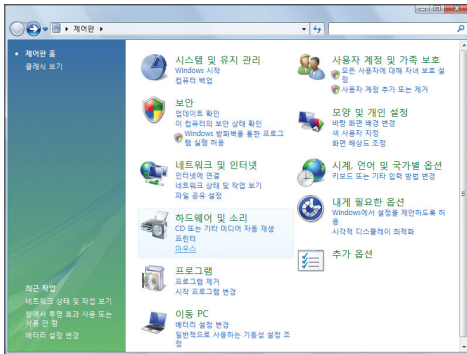 제어판
제어판 홈
클래식 보기
시스템 및 유지 관리
Windows 시작
컴퓨터 백업
보안
업데이트 확인
이 컴퓨터의 보안 상태 확인
Windows 방화벽을 통한 프로그
램 실행 허용
네트워크 및 인터넷
인터넷에 연결
네트워크 상태 및 작업 보기
파일 공유 설정
하드웨어 및 소리
CD 또는 기타 미디어 자동 재생
프린터
마우스
프로그램
프로그램 제거
시작 프로그램 변경
이동 PC
배터리 설정 변경
일반적으로 사용하는 기동성 설정 조
정
사용자 계정 및 가족 보호
모든 사용자에 대해 자녀 보호 설
정
사용자 계정 추가 또는 제거
모양 및 개인 설정
바탕 화면 배경 변경
색 사용자 지정
화면 해상도 조정
시계, 언어 및 국가별 옵션
키보드 또는 기타 입력 방법 변경
내게 필요한 옵션
Windows에서 설정을 제안하도록 허
용
시각적 디스플레이 최적화
추가 옵션
최근 작업
네트워크 상태 및 작업 보기
창에서 투명 효과 사용 또는
사용 안 함
배터리 설정 변경